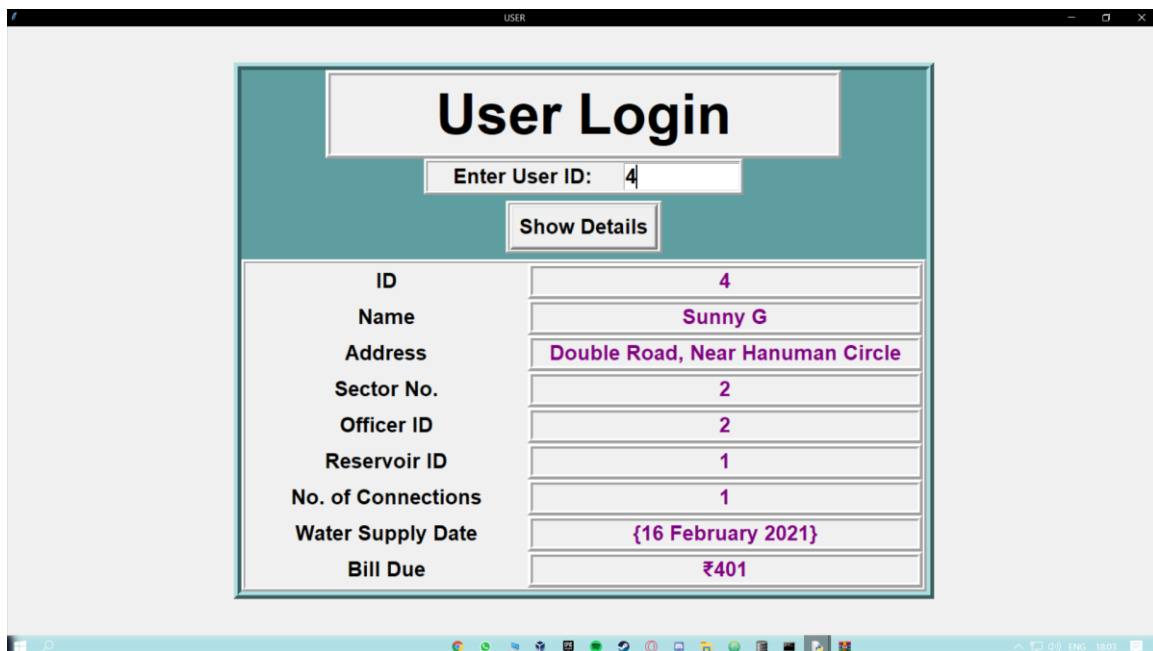 USER
User Login
Enter User ID: 4
Show Details
ID 4
Name Sunny G
Address Double Road, Near Hanuman Circle
Sector No. 2
Officer ID 2
Reservoir ID 1
No. of Connections 1
Water Supply Date {16 February 2021}
Bill Due ₹401
ENG 18:03